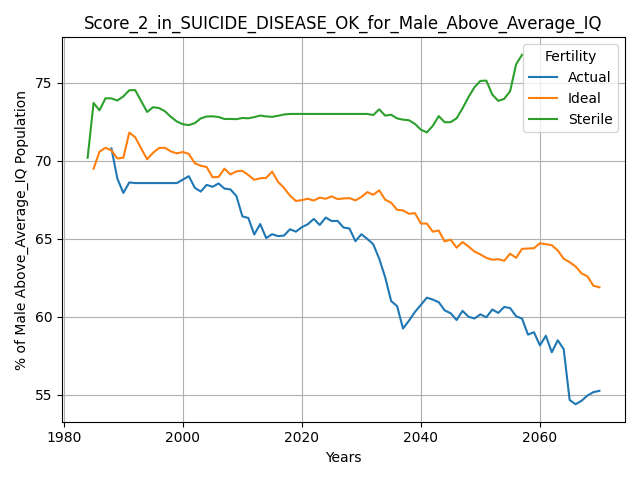 Score_2_in_SUICIDE_DISEASE_OK_for_Male_Above_Average_IQ
% of Male Above_Average_IQ Population
75
70
65
60
55
1980
2000
2020
2040
2060
Years
Fertility
Actual
Ideal
Sterile